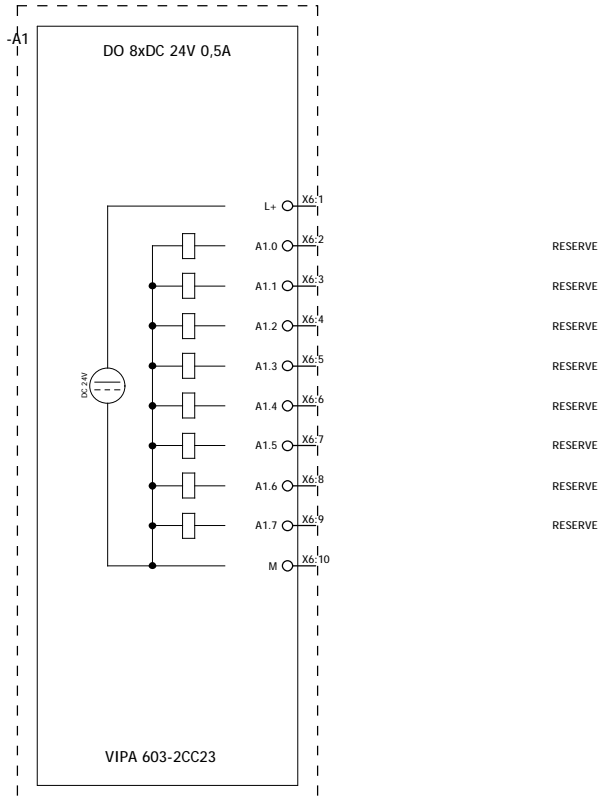 -A1
DO 8xDC 24V 0,5A
L+ X6:1
A1.0 X6:2 RESERVE
A1.1 X6:3 RESERVE
A1.2 X6:4 RESERVE
A1.3 X6:5 RESERVE
DC 24V
A1.4 X6:6 RESERVE
A1.5 X6:7 RESERVE
A1.6 X6:8 RESERVE
A1.7 X6:9 RESERVE
M X6:10
VIPA 603-2CC23